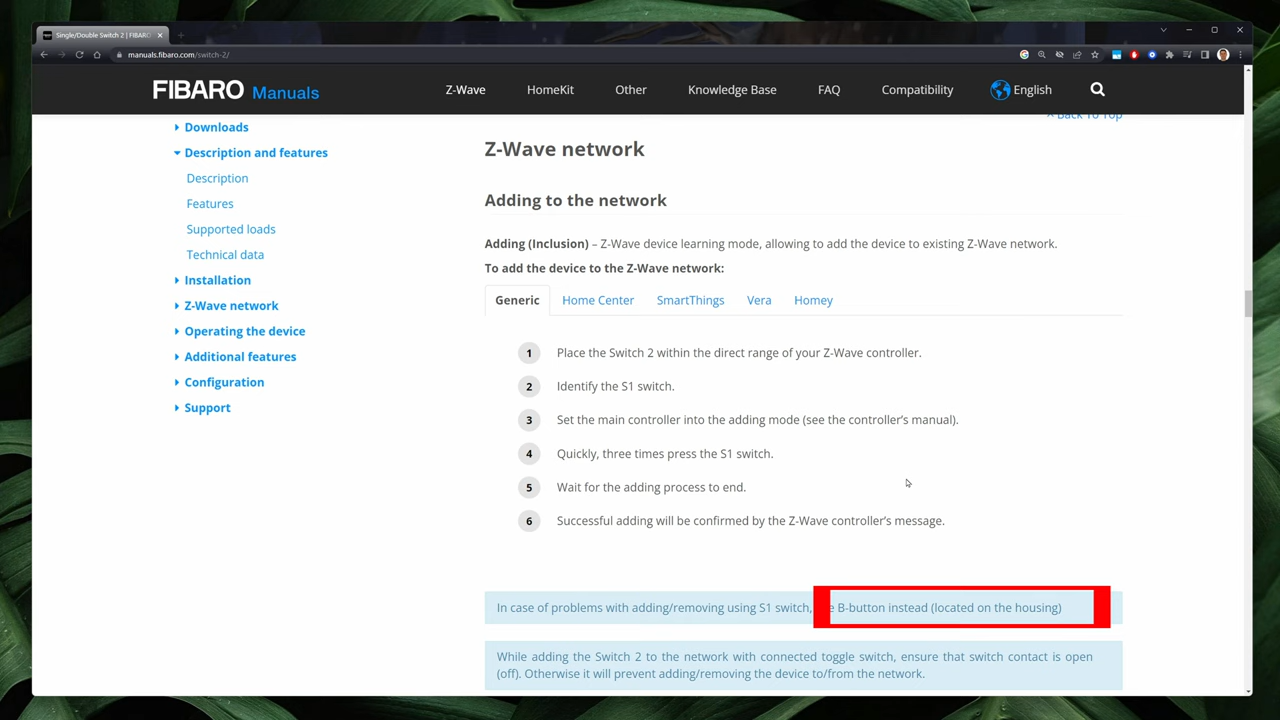 Single/Double Switch 2 | FIBARO
manuals.fibaro.com/switch-2/
FIBARO Manuals
Z-Wave
HomeKit
Other
Knowledge Base
FAQ
Compatibility
English
Downloads
Description and features
Description
Features
Supported loads
Technical data
Installation
Z-Wave network
Operating the device
Additional features
Configuration
Support
Back To Top
Z-Wave network
Adding to the network
Adding (Inclusion) – Z-Wave device learning mode, allowing to add the device to existing Z-Wave network.
To add the device to the Z-Wave network:
Generic
Home Center
SmartThings
Vera
Homey
1 Place the Switch 2 within the direct range of your Z-Wave controller.
2 Identify the S1 switch.
3 Set the main controller into the adding mode (see the controller's manual).
4 Quickly, three times press the S1 switch.
5 Wait for the adding process to end.
6 Successful adding will be confirmed by the Z-Wave controller's message.
In case of problems with adding/removing using S1 switch, B-button instead (located on the housing)
While adding the Switch 2 to the network with connected toggle switch, ensure that switch contact is open
(off). Otherwise it will prevent adding/removing the device to/from the network.